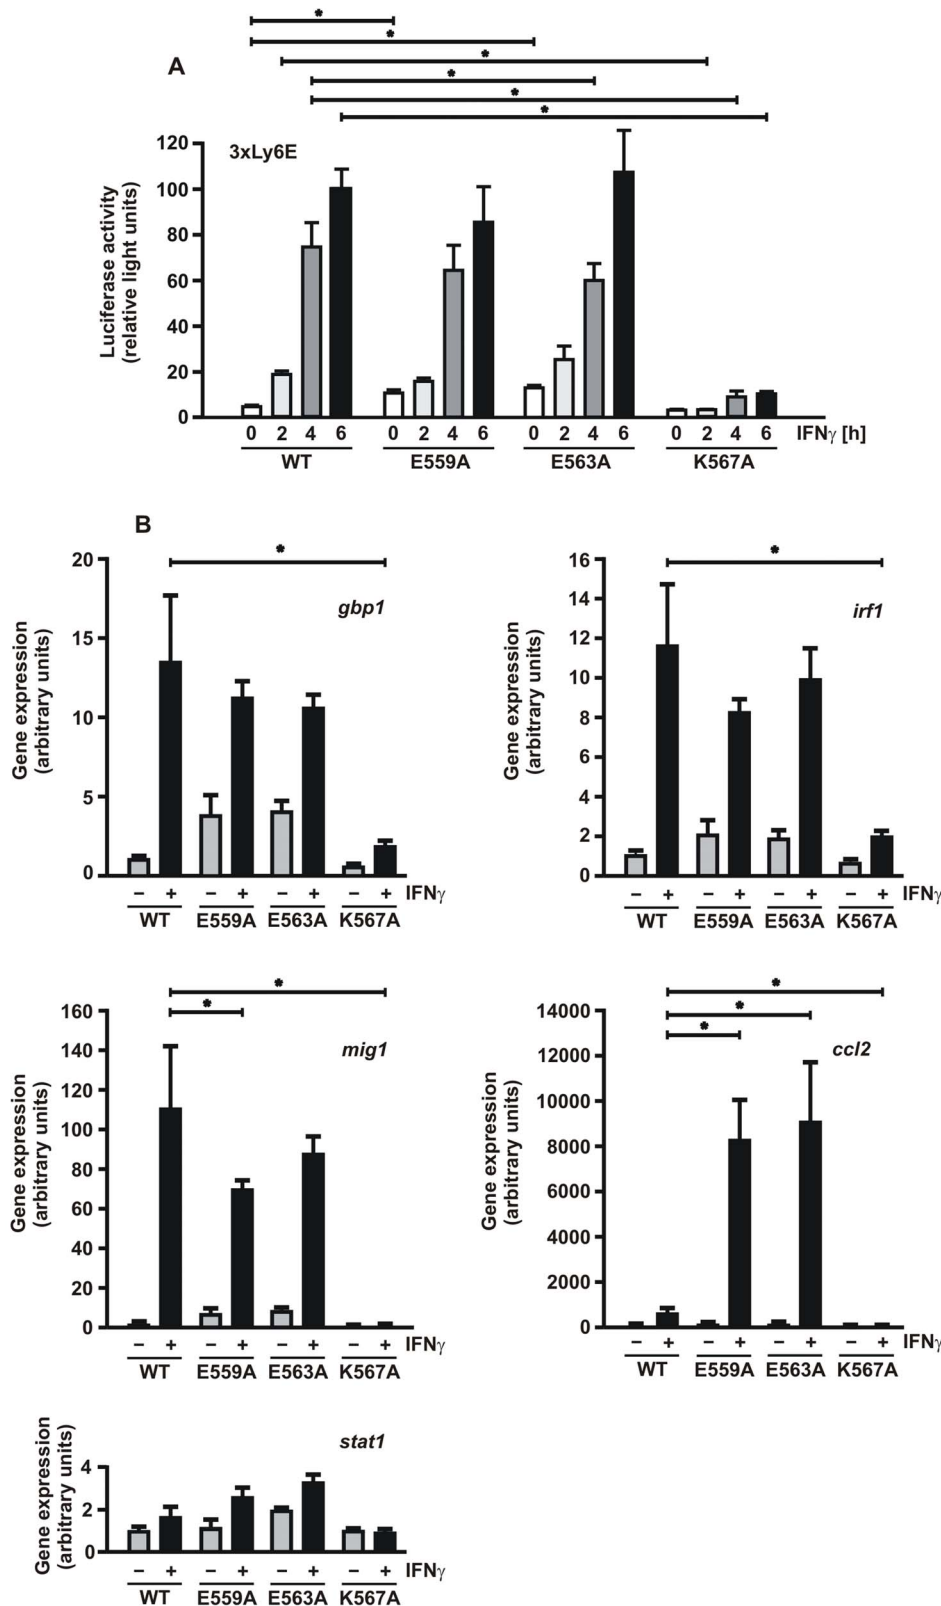 *
*
A
*
*
*
*
3xLy6E
Luciferase activity
(relative light units)
120
100
80
60
40
20
0
0 2 4 6 0 2 4 6 0 2 4 6 0 2 4 6 IFNγ [h]
WT E559A E563A K567A
B
*
gbp1
Gene expression
(arbitrary units)
20
15
10
5
0
– + – + – + – + IFNγ
WT E559A E563A K567A
*
irf1
Gene expression
(arbitrary units)
16
14
12
10
8
6
4
2
0
– + – + – + – + IFNγ
WT E559A E563A K567A
*
*
mig1
Gene expression
(arbitrary units)
160
140
120
100
80
60
40
20
0
– + – + – + – + IFNγ
WT E559A E563A K567A
*
*
*
ccl2
Gene expression
(arbitrary units)
14000
12000
10000
8000
6000
4000
2000
0
– + – + – + – + IFNγ
WT E559A E563A K567A
stat1
Gene expression
(arbitrary units)
4
2
0
– + – + – + – + IFNγ
WT E559A E563A K567A